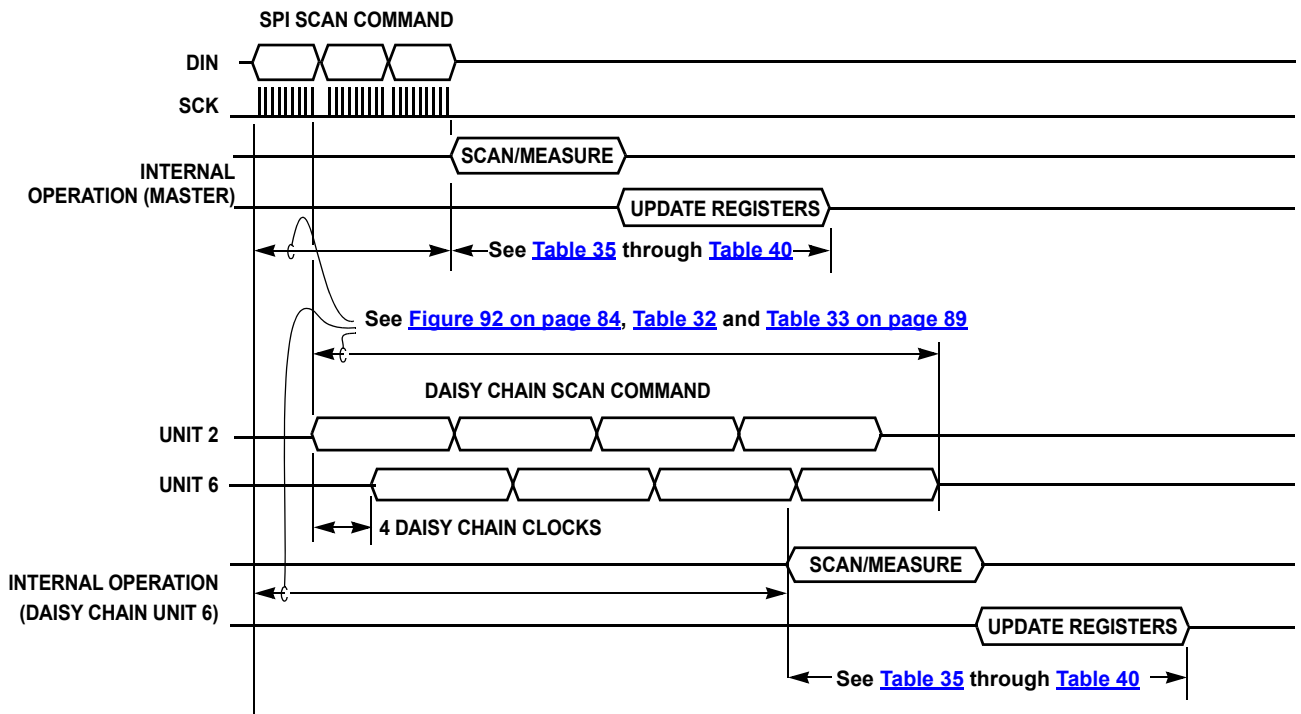 SPI SCAN COMMAND
DIN
SCK
SCAN/MEASURE
INTERNAL
OPERATION (MASTER)
UPDATE REGISTERS
See Table 35 through Table 40
See Figure 92 on page 84, Table 32 and Table 33 on page 89
DAISY CHAIN SCAN COMMAND
UNIT 2
UNIT 6
4 DAISY CHAIN CLOCKS
SCAN/MEASURE
INTERNAL OPERATION
(DAISY CHAIN UNIT 6)
UPDATE REGISTERS
See Table 35 through Table 40